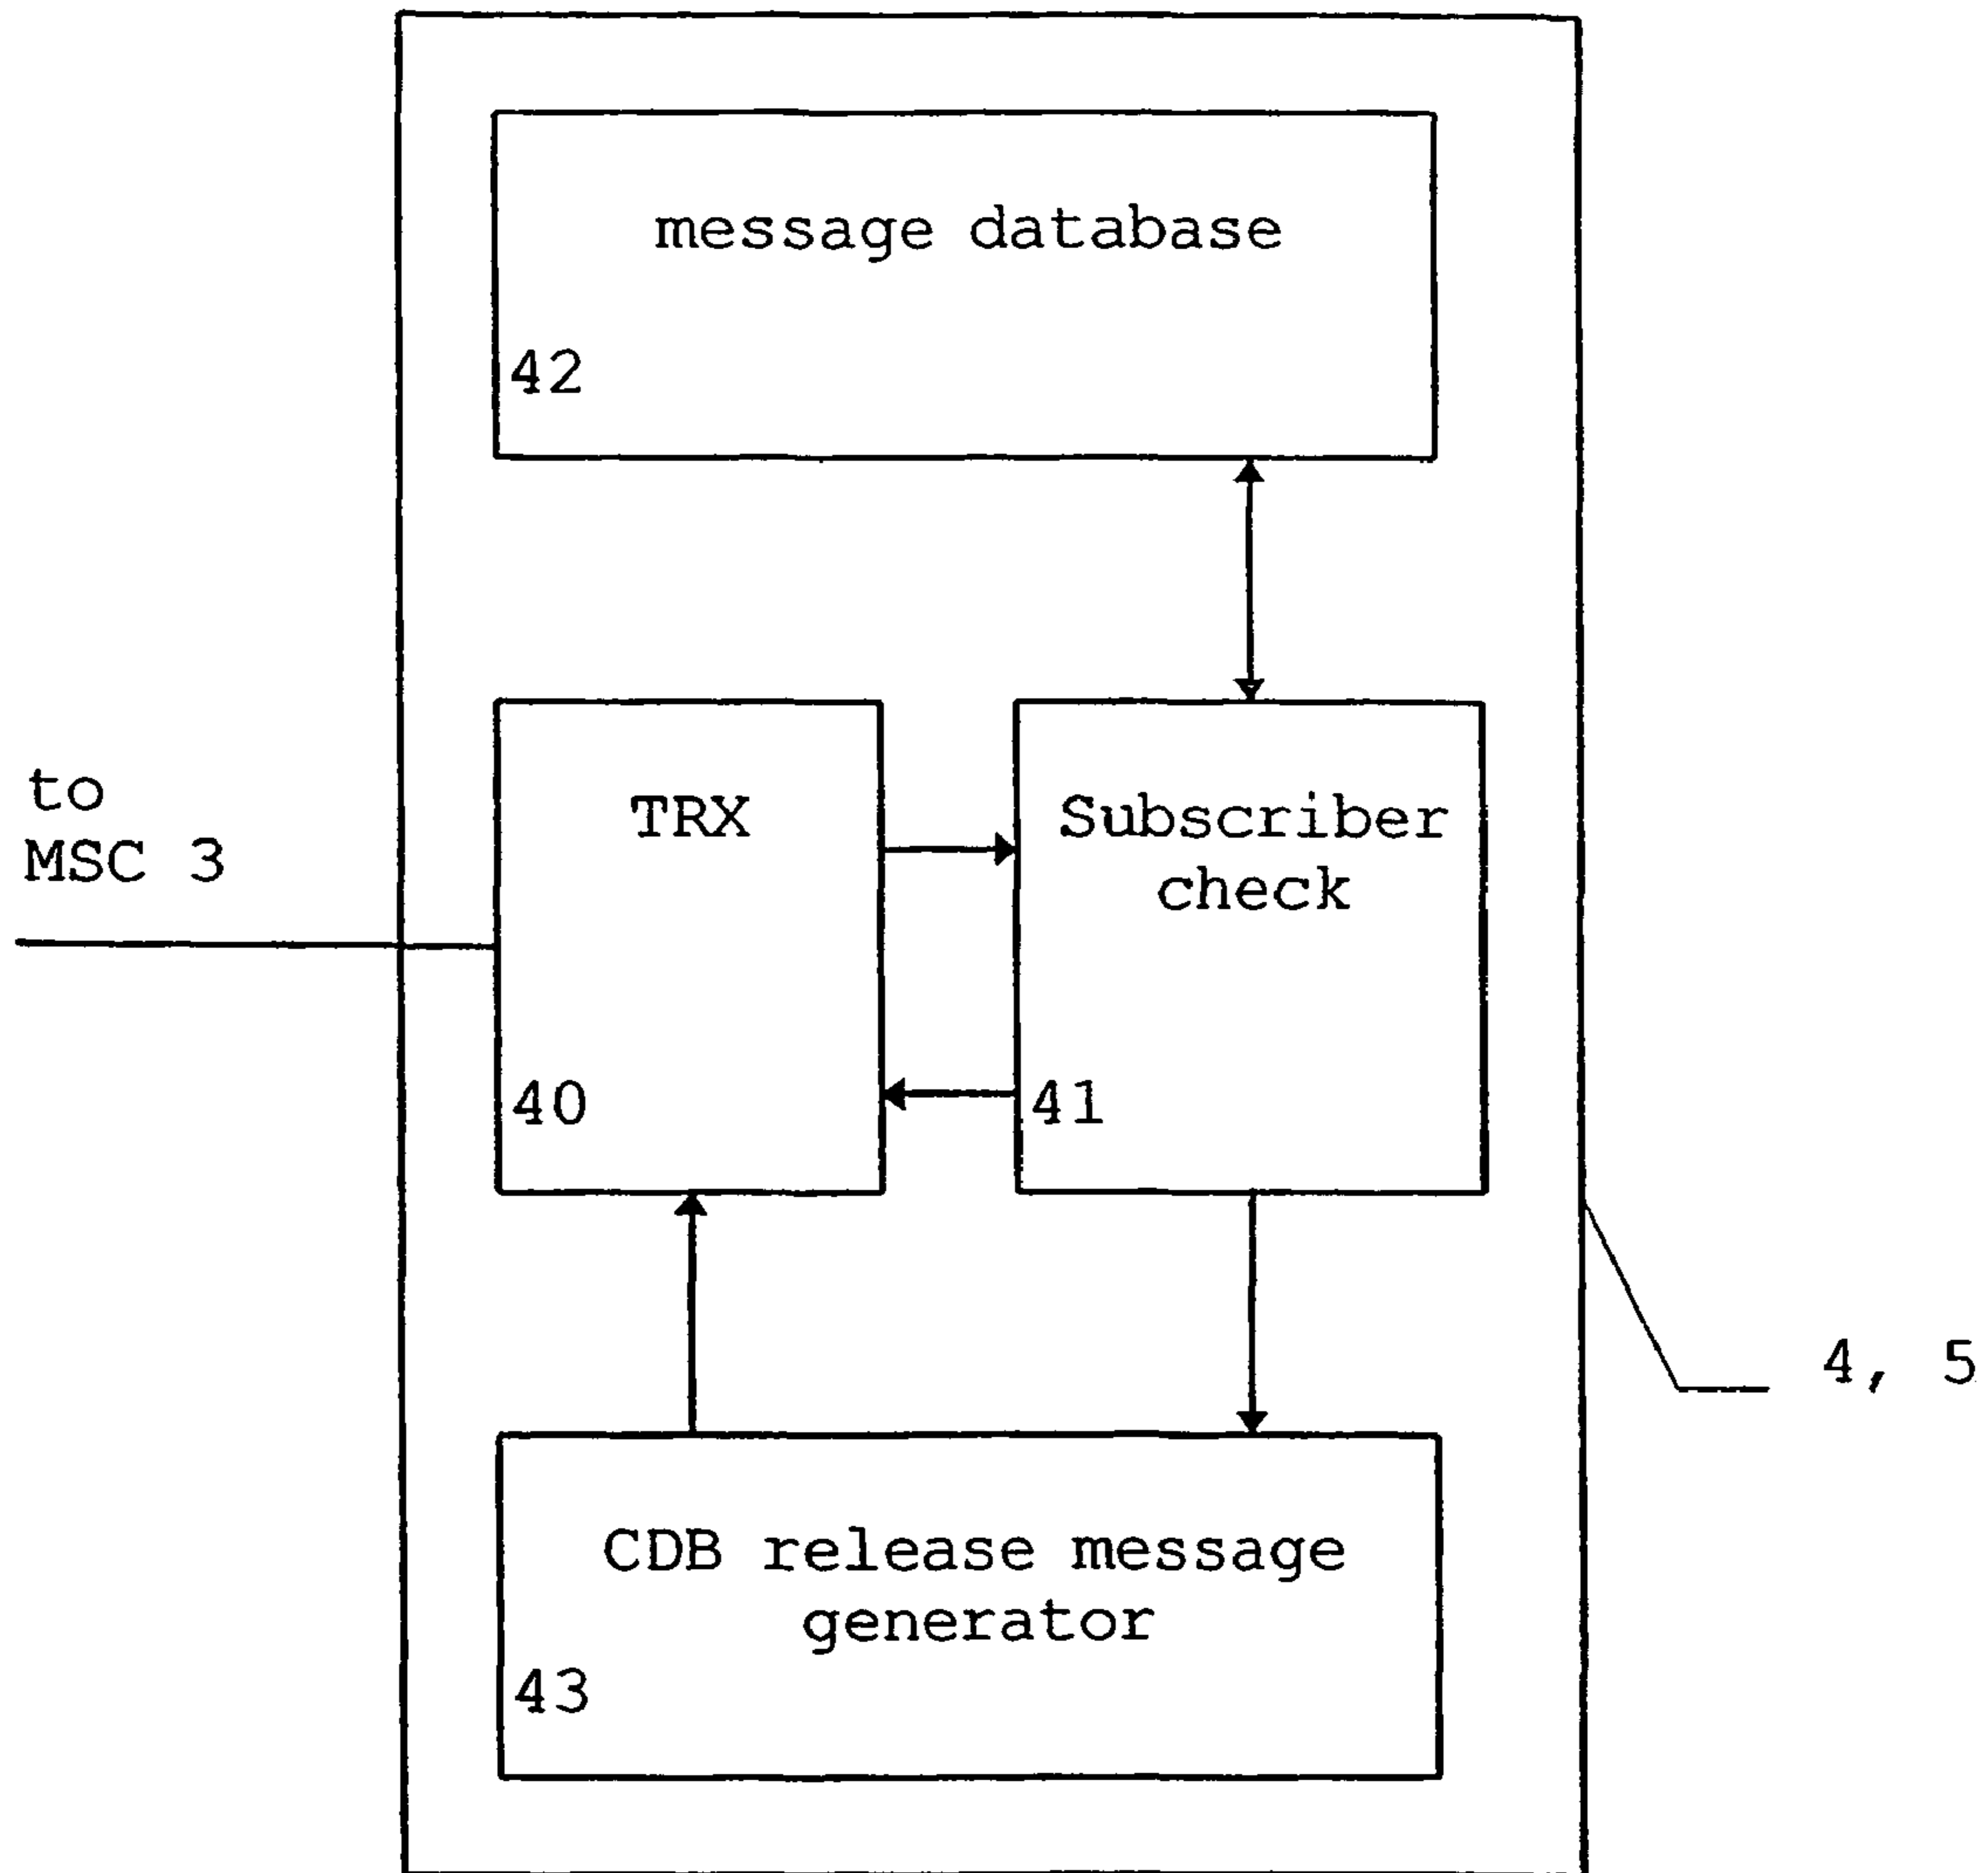 message database
42
to
MSC 3
TRX
40
Subscriber
check
41
CDB release message
generator
43
4, 5